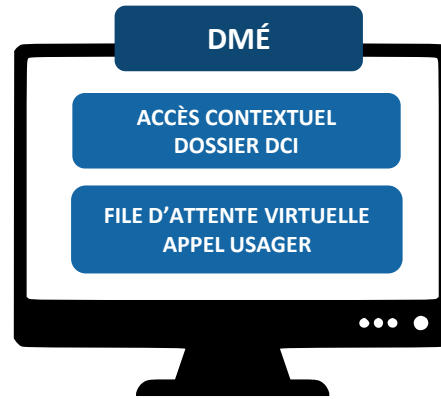 DMÉ
ACCÈS CONTEXTUEL
DOSSIER DCI
FILE D'ATTENTE VIRTUELLE
APPEL USAGER